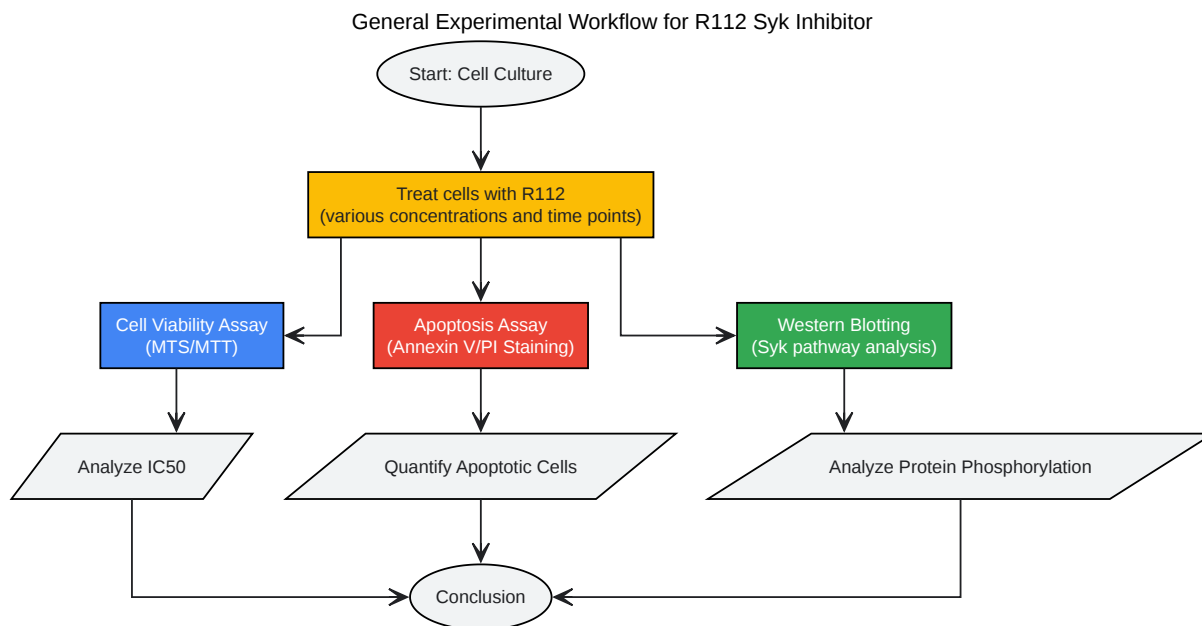 General Experimental Workflow for R112 Syk Inhibitor
Start: Cell Culture
Treat cells with R112
(various concentrations and time points)
Cell Viability Assay
(MTS/MTT)
Apoptosis Assay
(Annexin V/PI Staining)
Western Blotting
(Syk pathway analysis)
Analyze IC50
Quantify Apoptotic Cells
Analyze Protein Phosphorylation
Conclusion